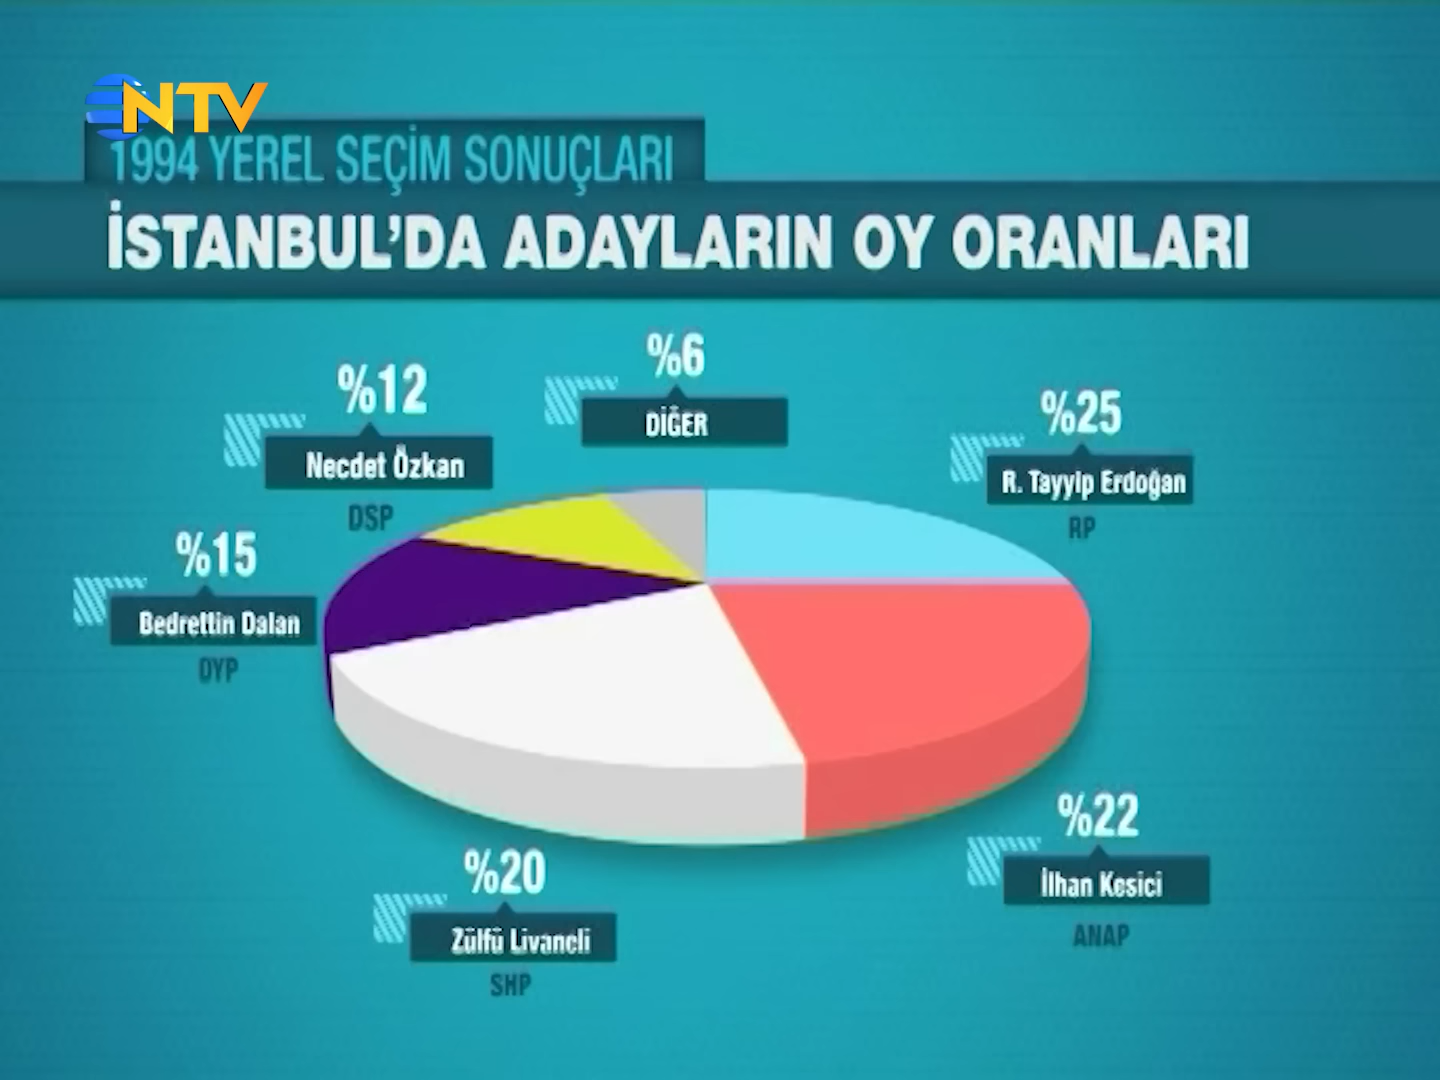 NTV
1994 YEREL SEÇİM SONUÇLARI
İSTANBUL'DA ADAYLARIN OY ORANLARI
%6
DİĞER
%12
Necdet Özkan
DSP
%25
R. Tayyip Erdoğan
RP
%15
Bedrettin Dalan
DYP
%22
İlhan Kesici
ANAP
%20
Zülfü Livaneli
SHP